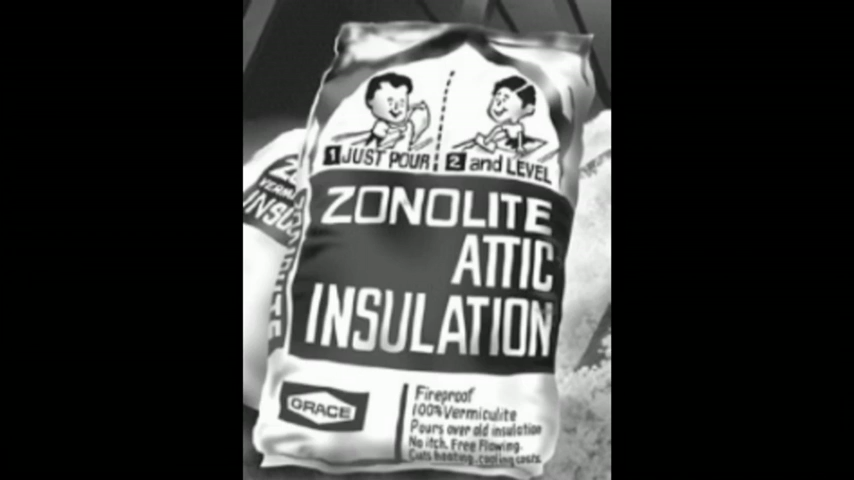 1 JUST POUR
2 and LEVEL
ZONOLITE
ATTIC
INSULATION
GRACE
Fireproof
100% Vermiculite
Pours over old insulation
No itch. Free Flowing.
Cuts heating, cooling costs.
INSU